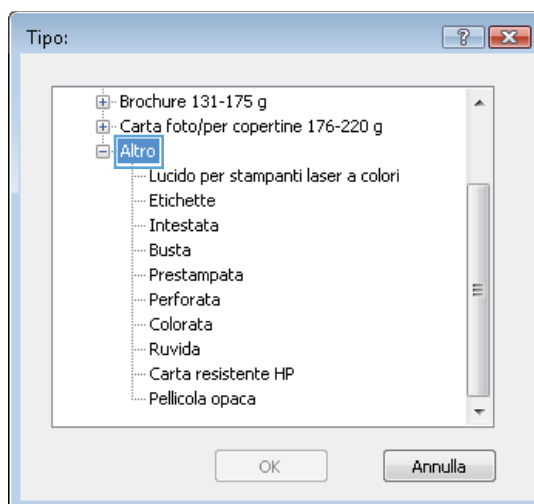 Tipo:
Brochure 131-175 g
Carta foto/per copertine 176-220 g
Altro
Lucido per stampanti laser a colori
Etichette
Intestata
Busta
Prestampata
Perforata
Colorata
Ruvida
Carta resistente HP
Pellicola opaca
OK
Annulla